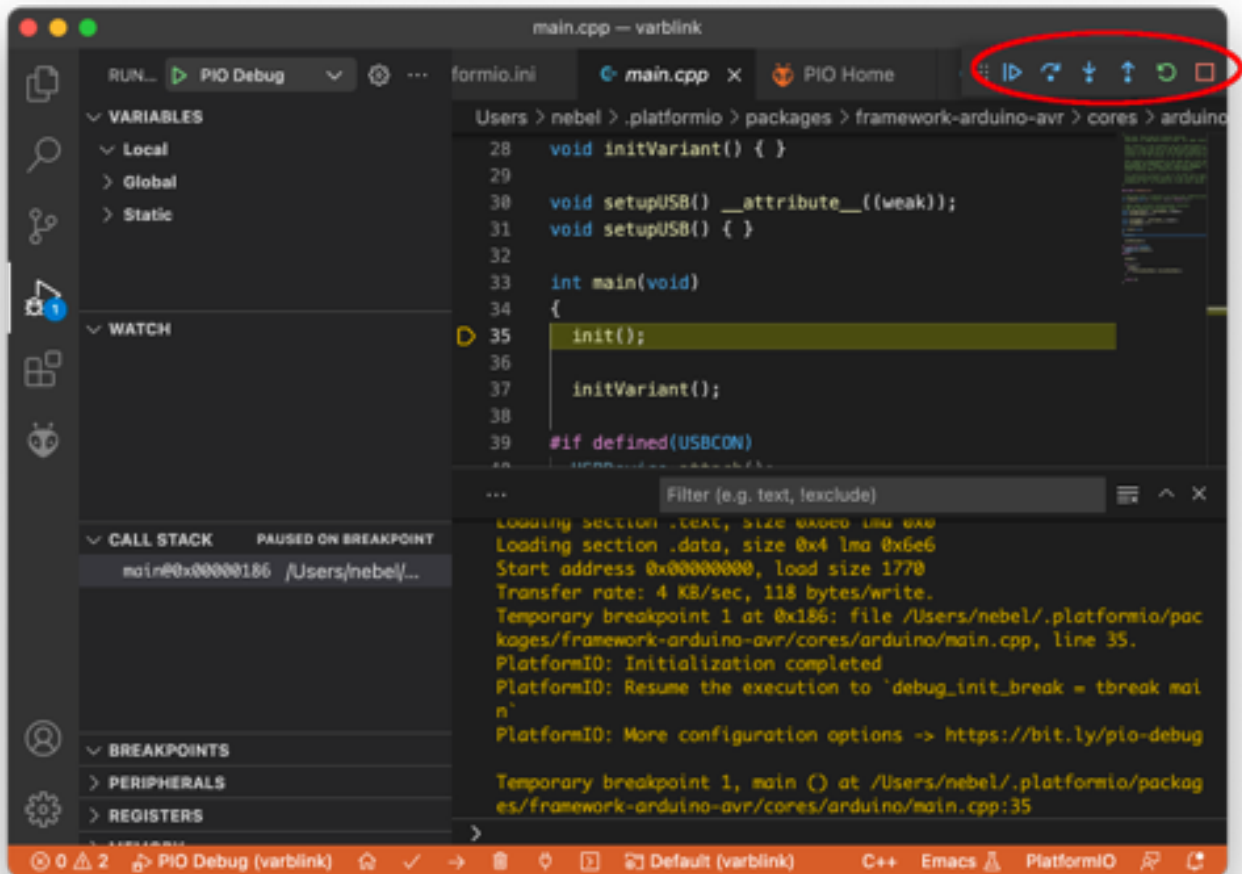 main.cpp — varblink
RUN... PIO Debug
formio.ini main.cpp PIO Home
Users > nebel > .platformio > packages > framework-arduino-avr > cores > arduino
VARIABLES
Local
Global
Static
WATCH
28 void initVariant() { }
29
30 void setupUSB() __attribute__((weak));
31 void setupUSB() { }
32
33 int main(void)
34 {
35 init();
36
37 initVariant();
38
39 #if defined(USBCON)
CALL STACK PAUSED ON BREAKPOINT
main@0x00000186 /Users/nebel/...
BREAKPOINTS
PERIPHERALS
REGISTERS
... Filter (e.g. text, !exclude)
Loading section .text, size 0x6e6 lma 0x0
Loading section .data, size 0x4 lma 0x6e6
Start address 0x00000000, load size 1770
Transfer rate: 4 KB/sec, 118 bytes/write.
Temporary breakpoint 1 at 0x186: file /Users/nebel/.platformio/pac
kages/framework-arduino-avr/cores/arduino/main.cpp, line 35.
PlatformIO: Initialization completed
PlatformIO: Resume the execution to `debug_init_break = tbreak mai
n`
PlatformIO: More configuration options -> https://bit.ly/pio-debug
Temporary breakpoint 1, main () at /Users/nebel/.platformio/packag
es/framework-arduino-avr/cores/arduino/main.cpp:35
>
0 2 PIO Debug (varblink) Default (varblink) C++ Emacs PlatformIO